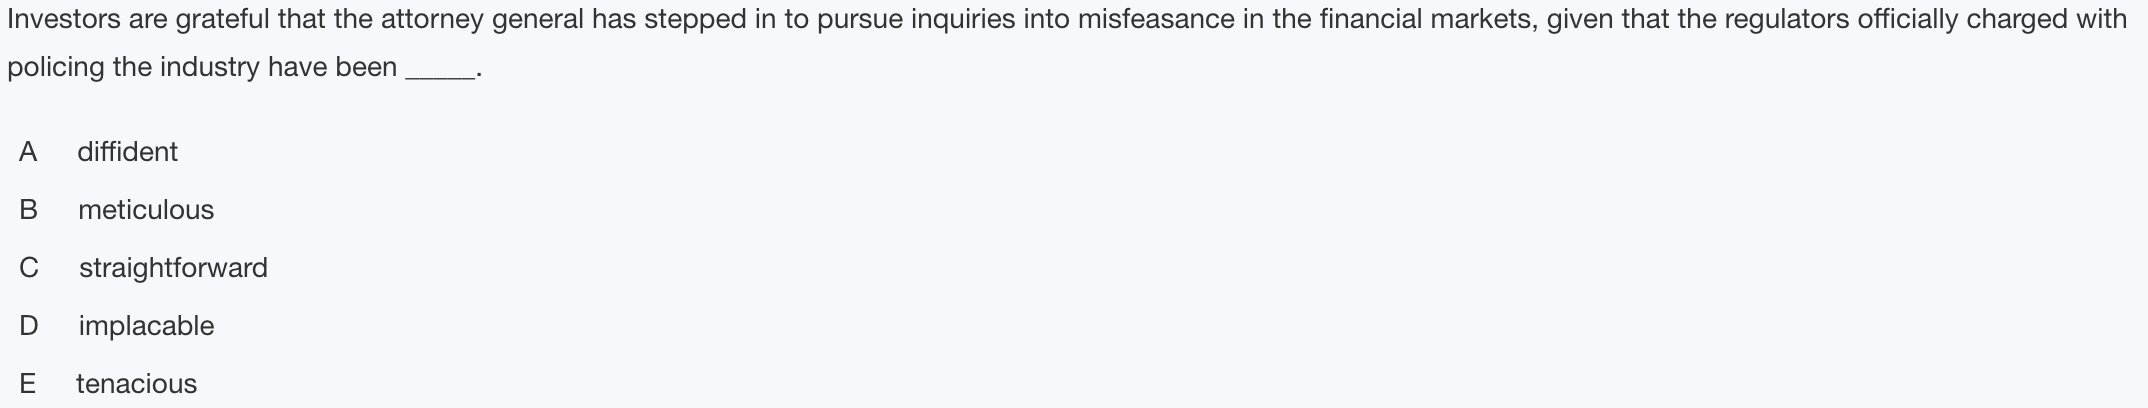 Investors are grateful that the attorney general has stepped in to pursue inquiries into misfeasance in the financial markets, given that the regulators officially charged with
policing the industry have been _____.
A diffident
B meticulous
C straightforward
D implacable
E tenacious